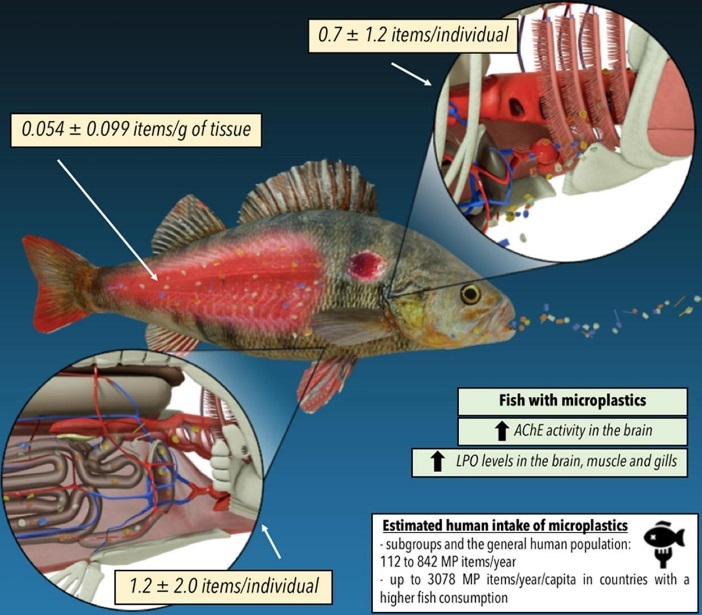 0.7 ± 1.2 items/individual
0.054 ± 0.099 items/g of tissue
Fish with microplastics
AChE activity in the brain
LPO levels in the brain, muscle and gills
Estimated human intake of microplastics
- subgroups and the general human population:
112 to 842 MP items/year
- up to 3078 MP items/year/capita in countries with a
higher fish consumption
1.2 ± 2.0 items/individual